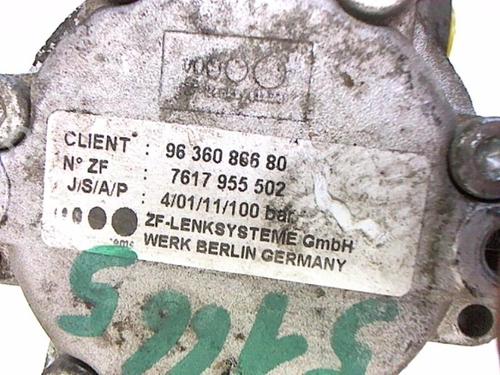 CLIENT : 96 360 866 80
N° ZF : 7617 955 502
J/S/A/P : 4/01/11/100 bar
ZF-LENKSYSTEME GmbH
WERK BERLIN GERMANY